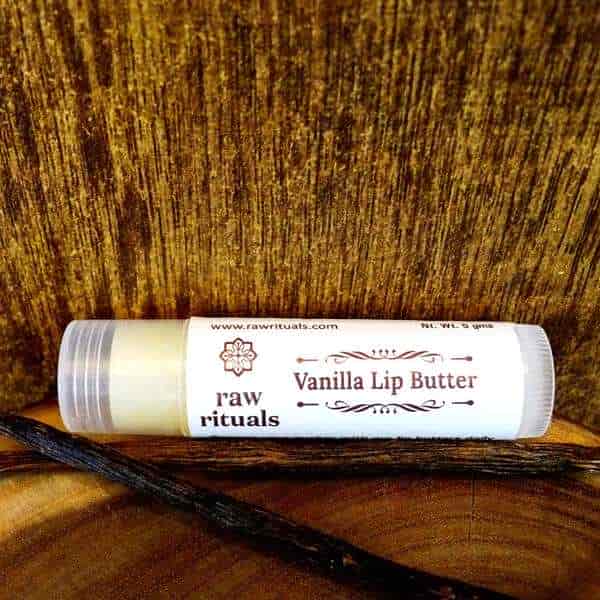 www.rawrituals.com
Nt. Wt. 5 gms
raw
rituals
Vanilla Lip Butter